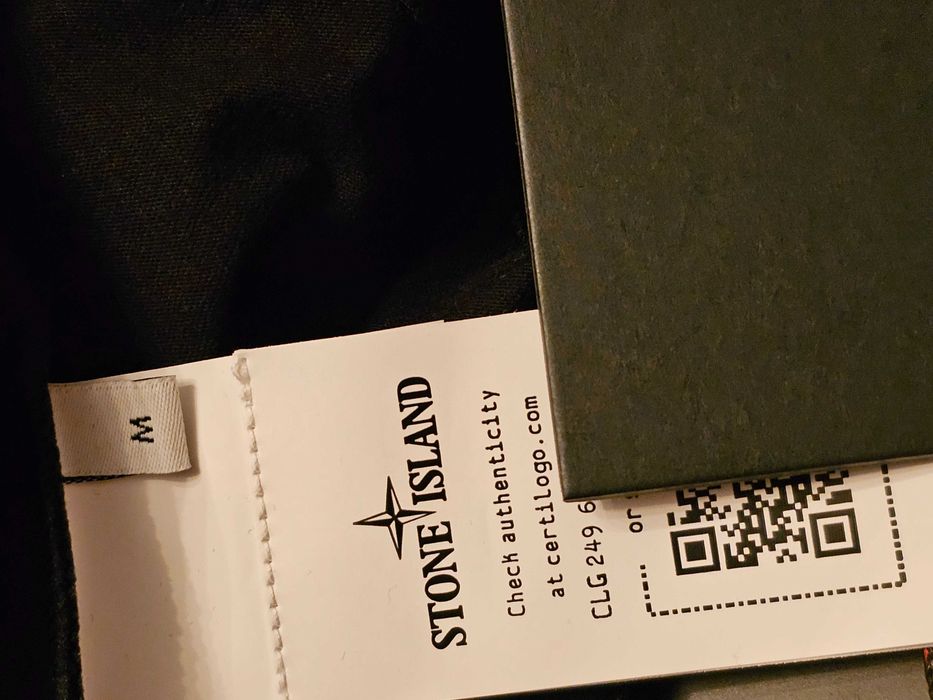 M
STONE ISLAND
Check authenticity
at certilogo.com
CLG 249 6
or